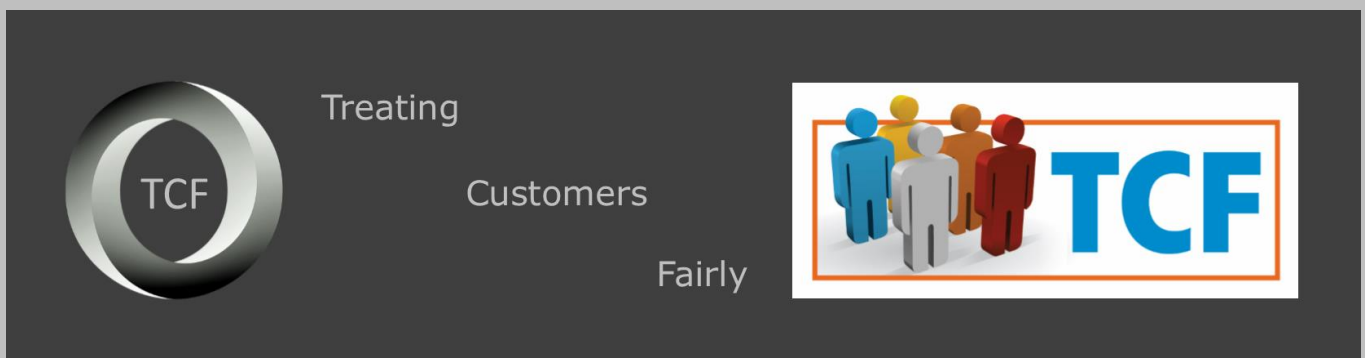 TCF
Treating
Customers
Fairly
TCF